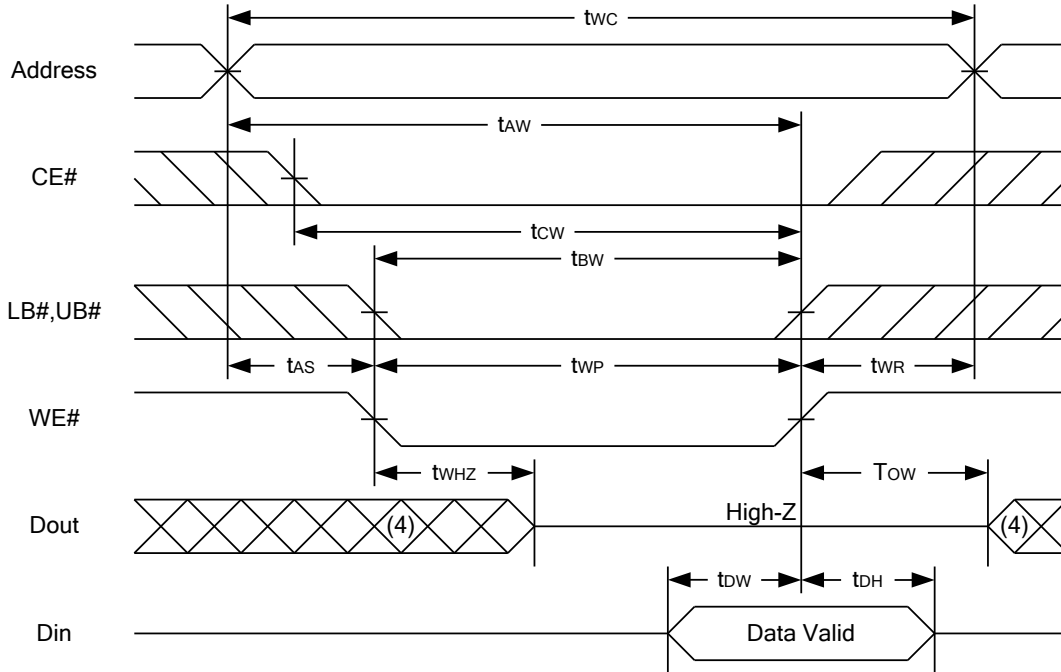 tWC
Address
tAW
CE#
tCW
tBW
LB#,UB#
tAS tWP tWR
WE#
tWHZ TOW
Dout (4) High-Z (4)
tDW tDH
Din Data Valid